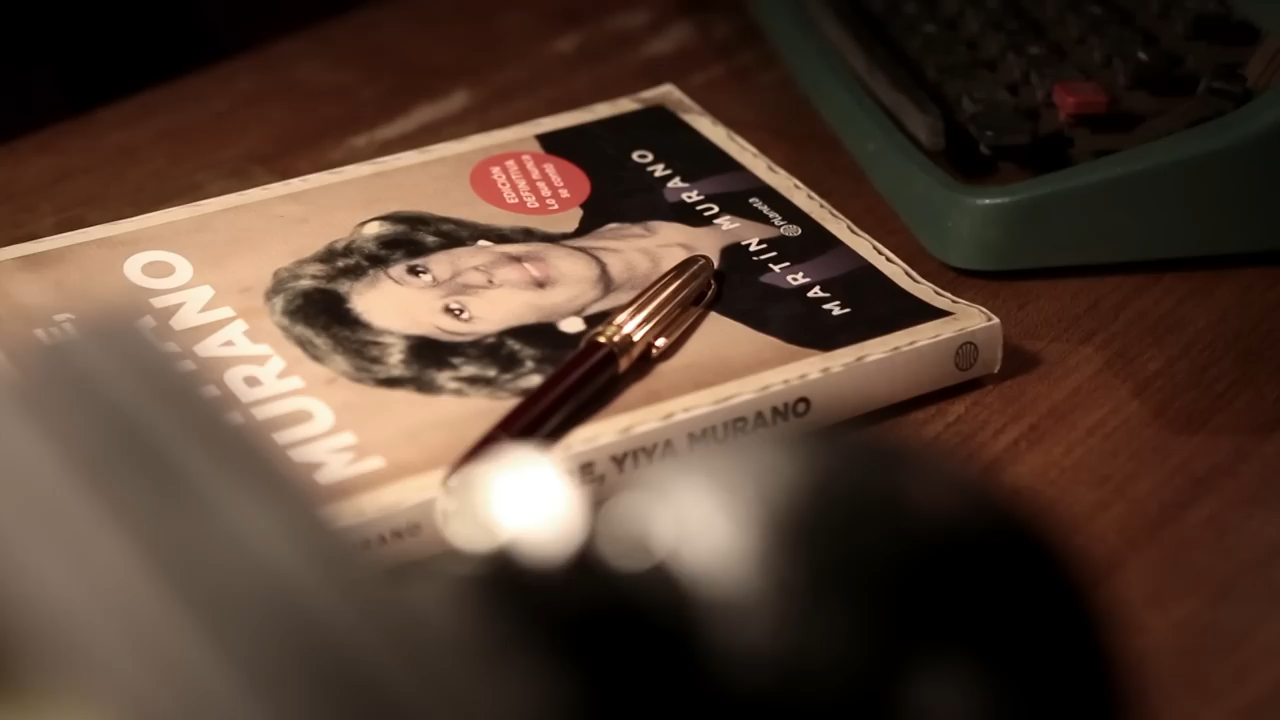 E,
MURANO
EDICIÓN
DEFINITIVA
Lo que nunca
se contó
MARTÍN MURANO
Planeta
E, YIYA MURANO